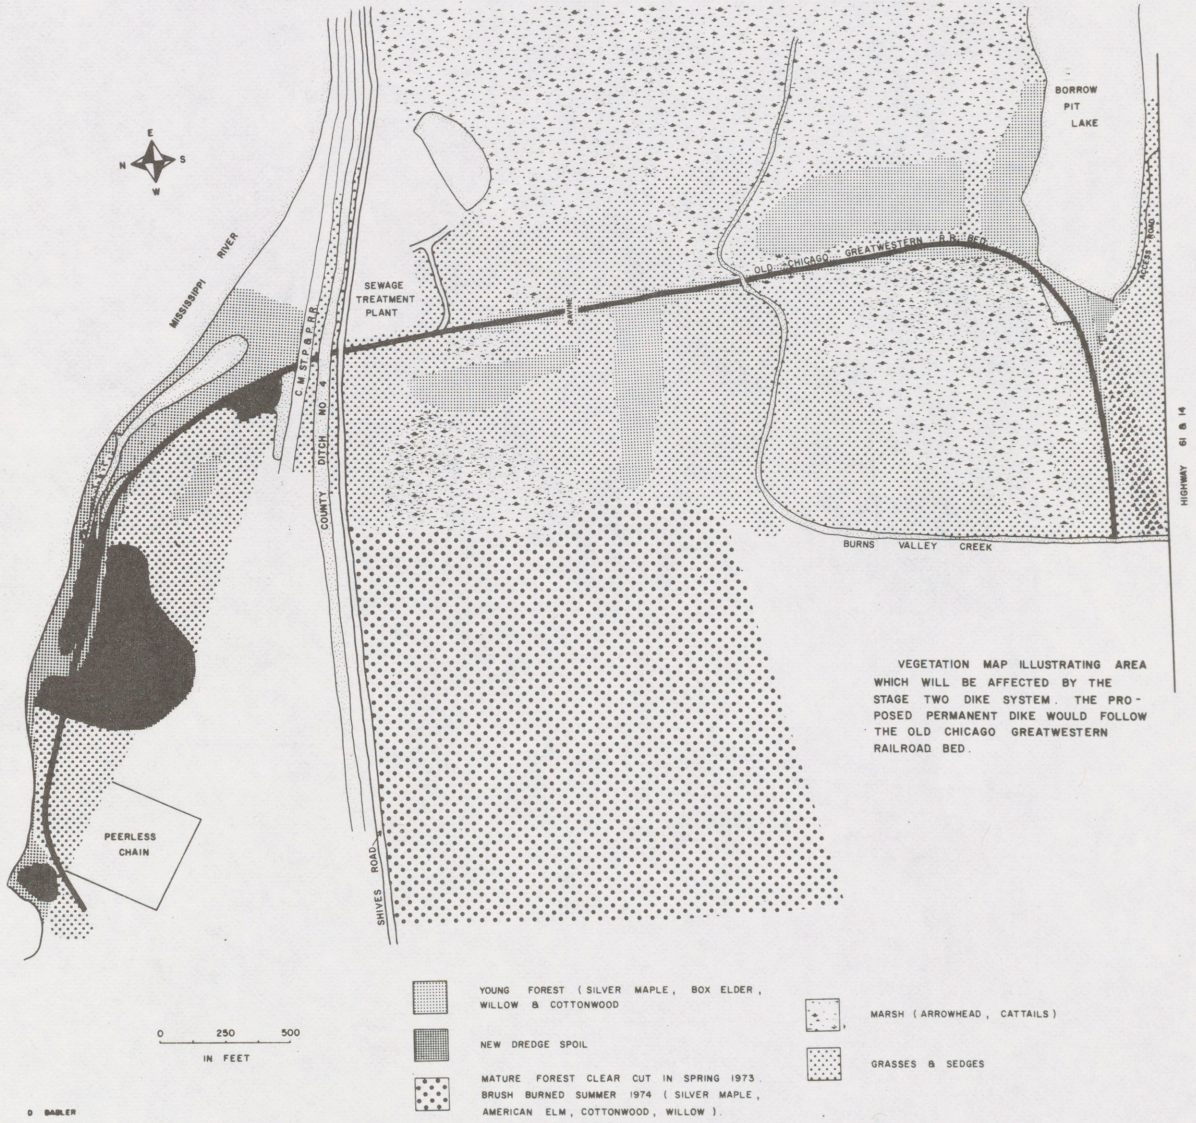 BORROW
PIT
LAKE
E
N S
W
MISSISSIPPI RIVER
ACCESS ROAD
OLD CHICAGO GREATWESTERN R.R. BED
SEWAGE
TREATMENT
PLANT
RAVINE
C M ST P & P RR
COUNTY DITCH NO. 4
HIGHWAY 61 & 14
BURNS VALLEY CREEK
VEGETATION MAP ILLUSTRATING AREA
WHICH WILL BE AFFECTED BY THE
STAGE TWO DIKE SYSTEM. THE PRO-
POSED PERMANENT DIKE WOULD FOLLOW
THE OLD CHICAGO GREATWESTERN
RAILROAD BED.
PEERLESS
CHAIN
SHIVES ROAD
YOUNG FOREST (SILVER MAPLE, BOX ELDER,
WILLOW & COTTONWOOD
NEW DREDGE SPOIL
MATURE FOREST CLEAR CUT IN SPRING 1973.
BRUSH BURNED SUMMER 1974 (SILVER MAPLE,
AMERICAN ELM, COTTONWOOD, WILLOW).
MARSH (ARROWHEAD, CATTAILS)
GRASSES & SEDGES
0 250 500
IN FEET
D BABLER